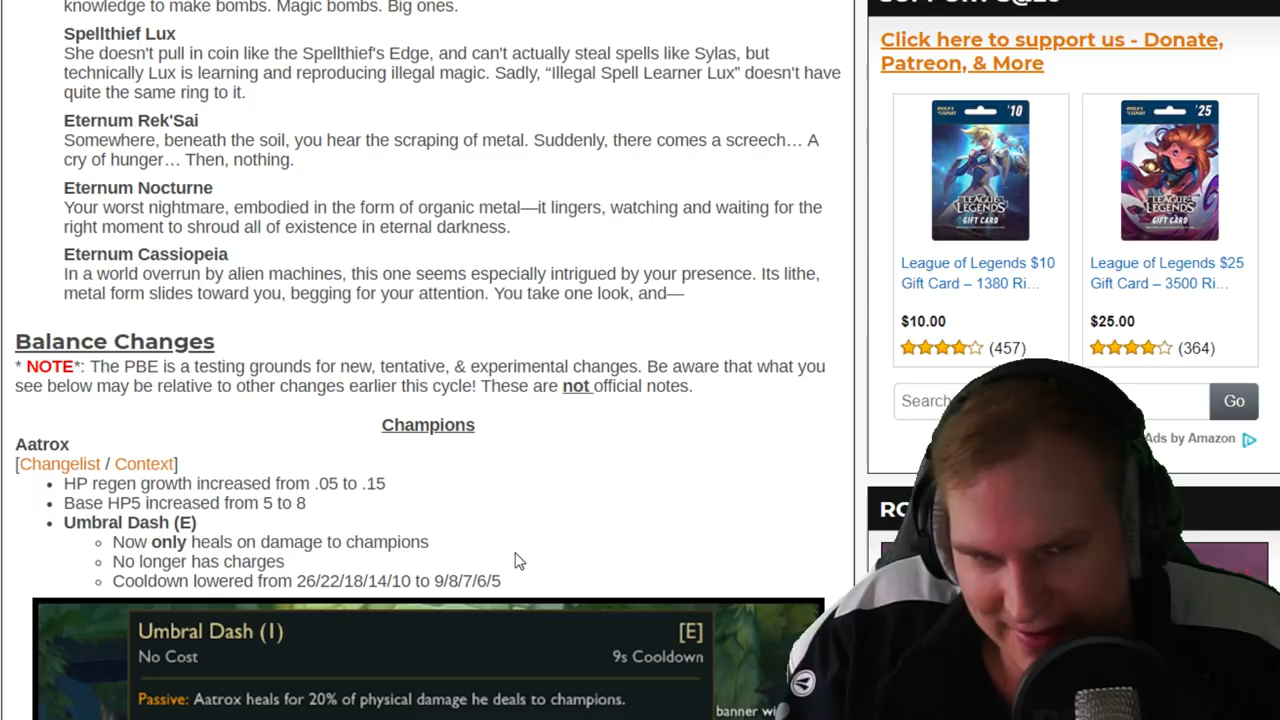 knowledge to make bombs. Magic bombs. Big ones.
Spellthief Lux
She doesn't pull in coin like the Spellthief's Edge, and can't actually steal spells like Sylas, but
technically Lux is learning and reproducing illegal magic. Sadly, “Illegal Spell Learner Lux” doesn't have
quite the same ring to it.
Eternum Rek'Sai
Somewhere, beneath the soil, you hear the scraping of metal. Suddenly, there comes a screech… A
cry of hunger… Then, nothing.
Eternum Nocturne
Your worst nightmare, embodied in the form of organic metal—it lingers, watching and waiting for the
right moment to shroud all of existence in eternal darkness.
Eternum Cassiopeia
In a world overrun by alien machines, this one seems especially intrigued by your presence. Its lithe,
metal form slides toward you, begging for your attention. You take one look, and—
Balance Changes
* NOTE*: The PBE is a testing grounds for new, tentative, & experimental changes. Be aware that what you
see below may be relative to other changes earlier this cycle! These are not official notes.
Champions
Aatrox
[Changelist / Context]
• HP regen growth increased from .05 to .15
• Base HP5 increased from 5 to 8
• Umbral Dash (E)
○ Now only heals on damage to champions
○ No longer has charges
○ Cooldown lowered from 26/22/18/14/10 to 9/8/7/6/5
Umbral Dash (1) [E]
No Cost 9s Cooldown
Passive: Aatrox heals for 20% of physical damage he deals to champions.
banner wi
Click here to support us - Donate,
Patreon, & More
$10 $25
LEAGUE OF LEGENDS LEAGUE OF LEGENDS
GIFT CARD GIFT CARD
League of Legends $10 League of Legends $25
Gift Card – 1380 Ri... Gift Card – 3500 Ri...
$10.00 $25.00
(457) (364)
Search Go
Ads by Amazon